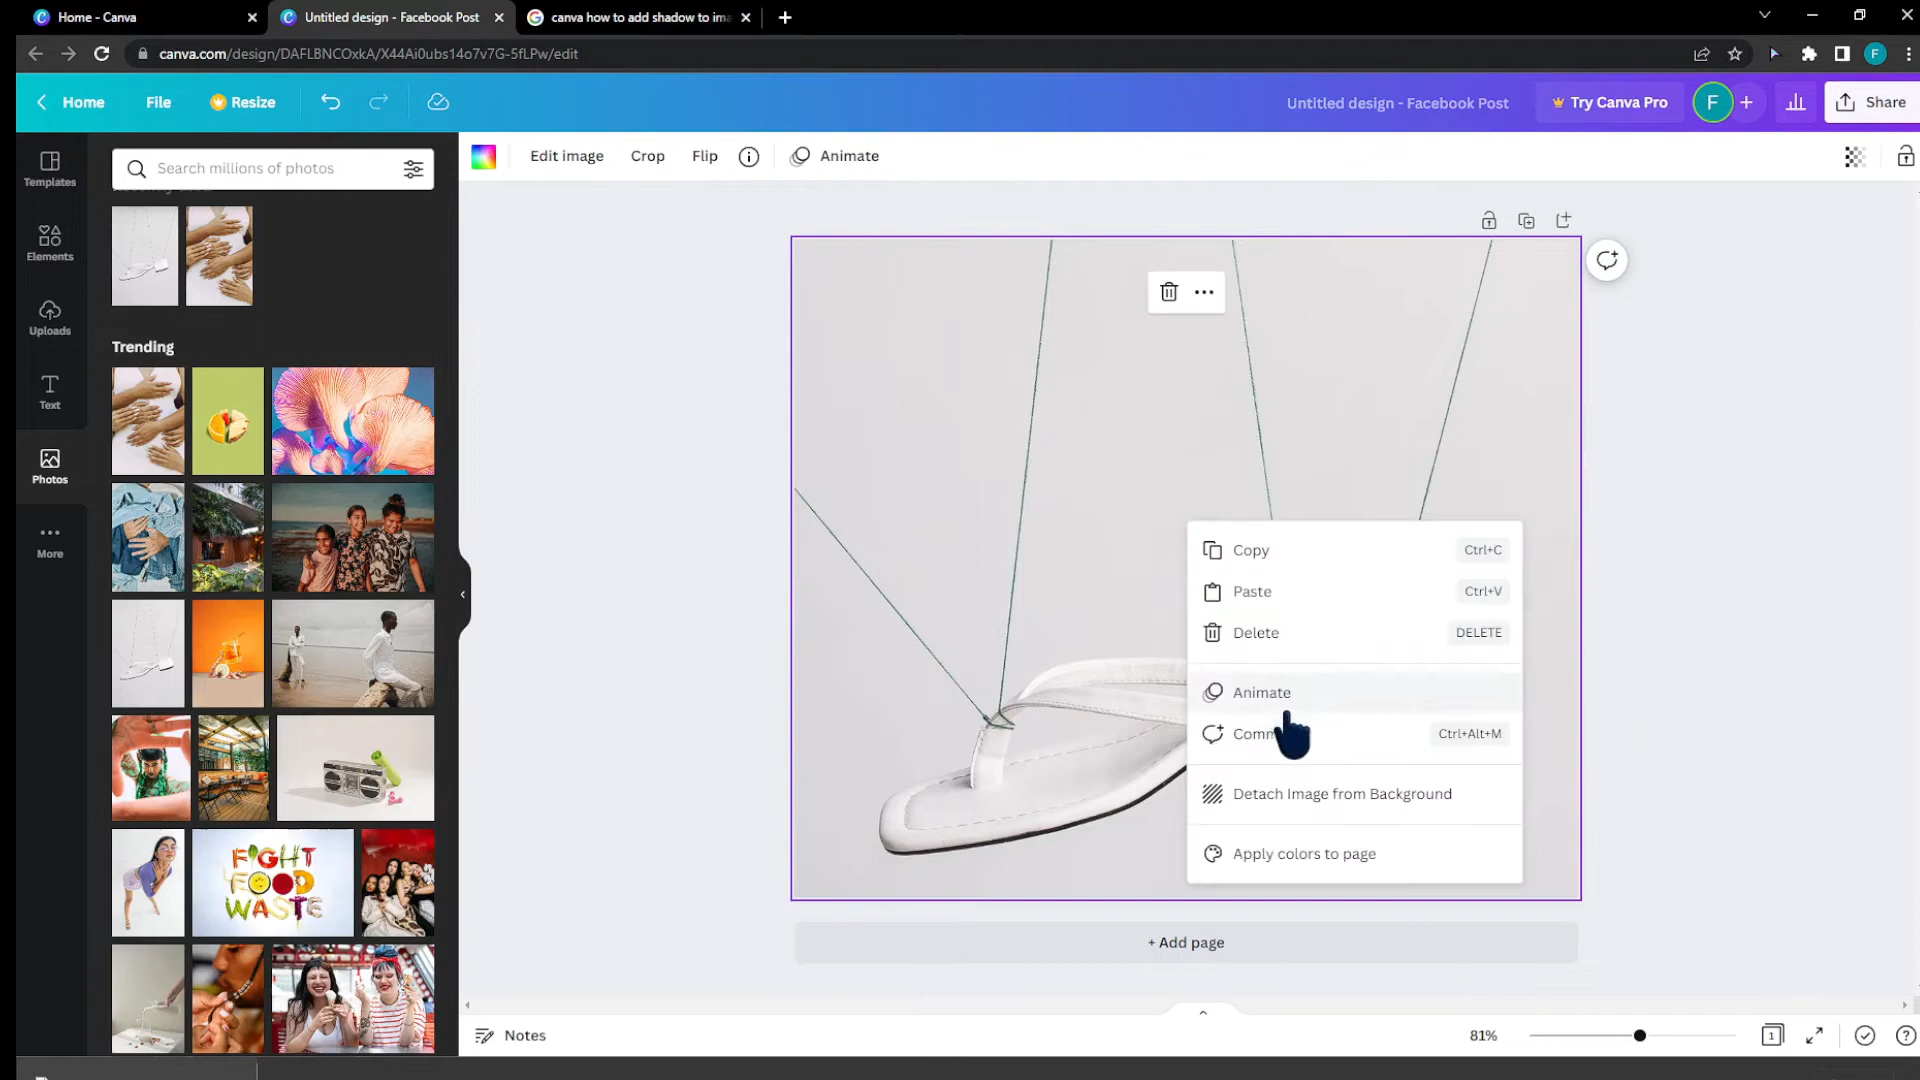 Home - Canva
Untitled design - Facebook Post
canva how to add shadow to ima
canva.com/design/DAFLBNCOxkA/X44Ai0ubs14o7v7G-5fLPw/edit
F
Home
File
Resize
Untitled design - Facebook Post
Try Canva Pro
F
Share
Templates
Elements
Uploads
Text
Photos
More
Search millions of photos
Trending
FIGHT
FOOD
WASTE
Edit image
Crop
Flip
Animate
Copy
Ctrl+C
Paste
Ctrl+V
Delete
DELETE
Animate
Ctrl+Alt+M
Detach Image from Background
Apply colors to page
+ Add page
Notes
81%
1